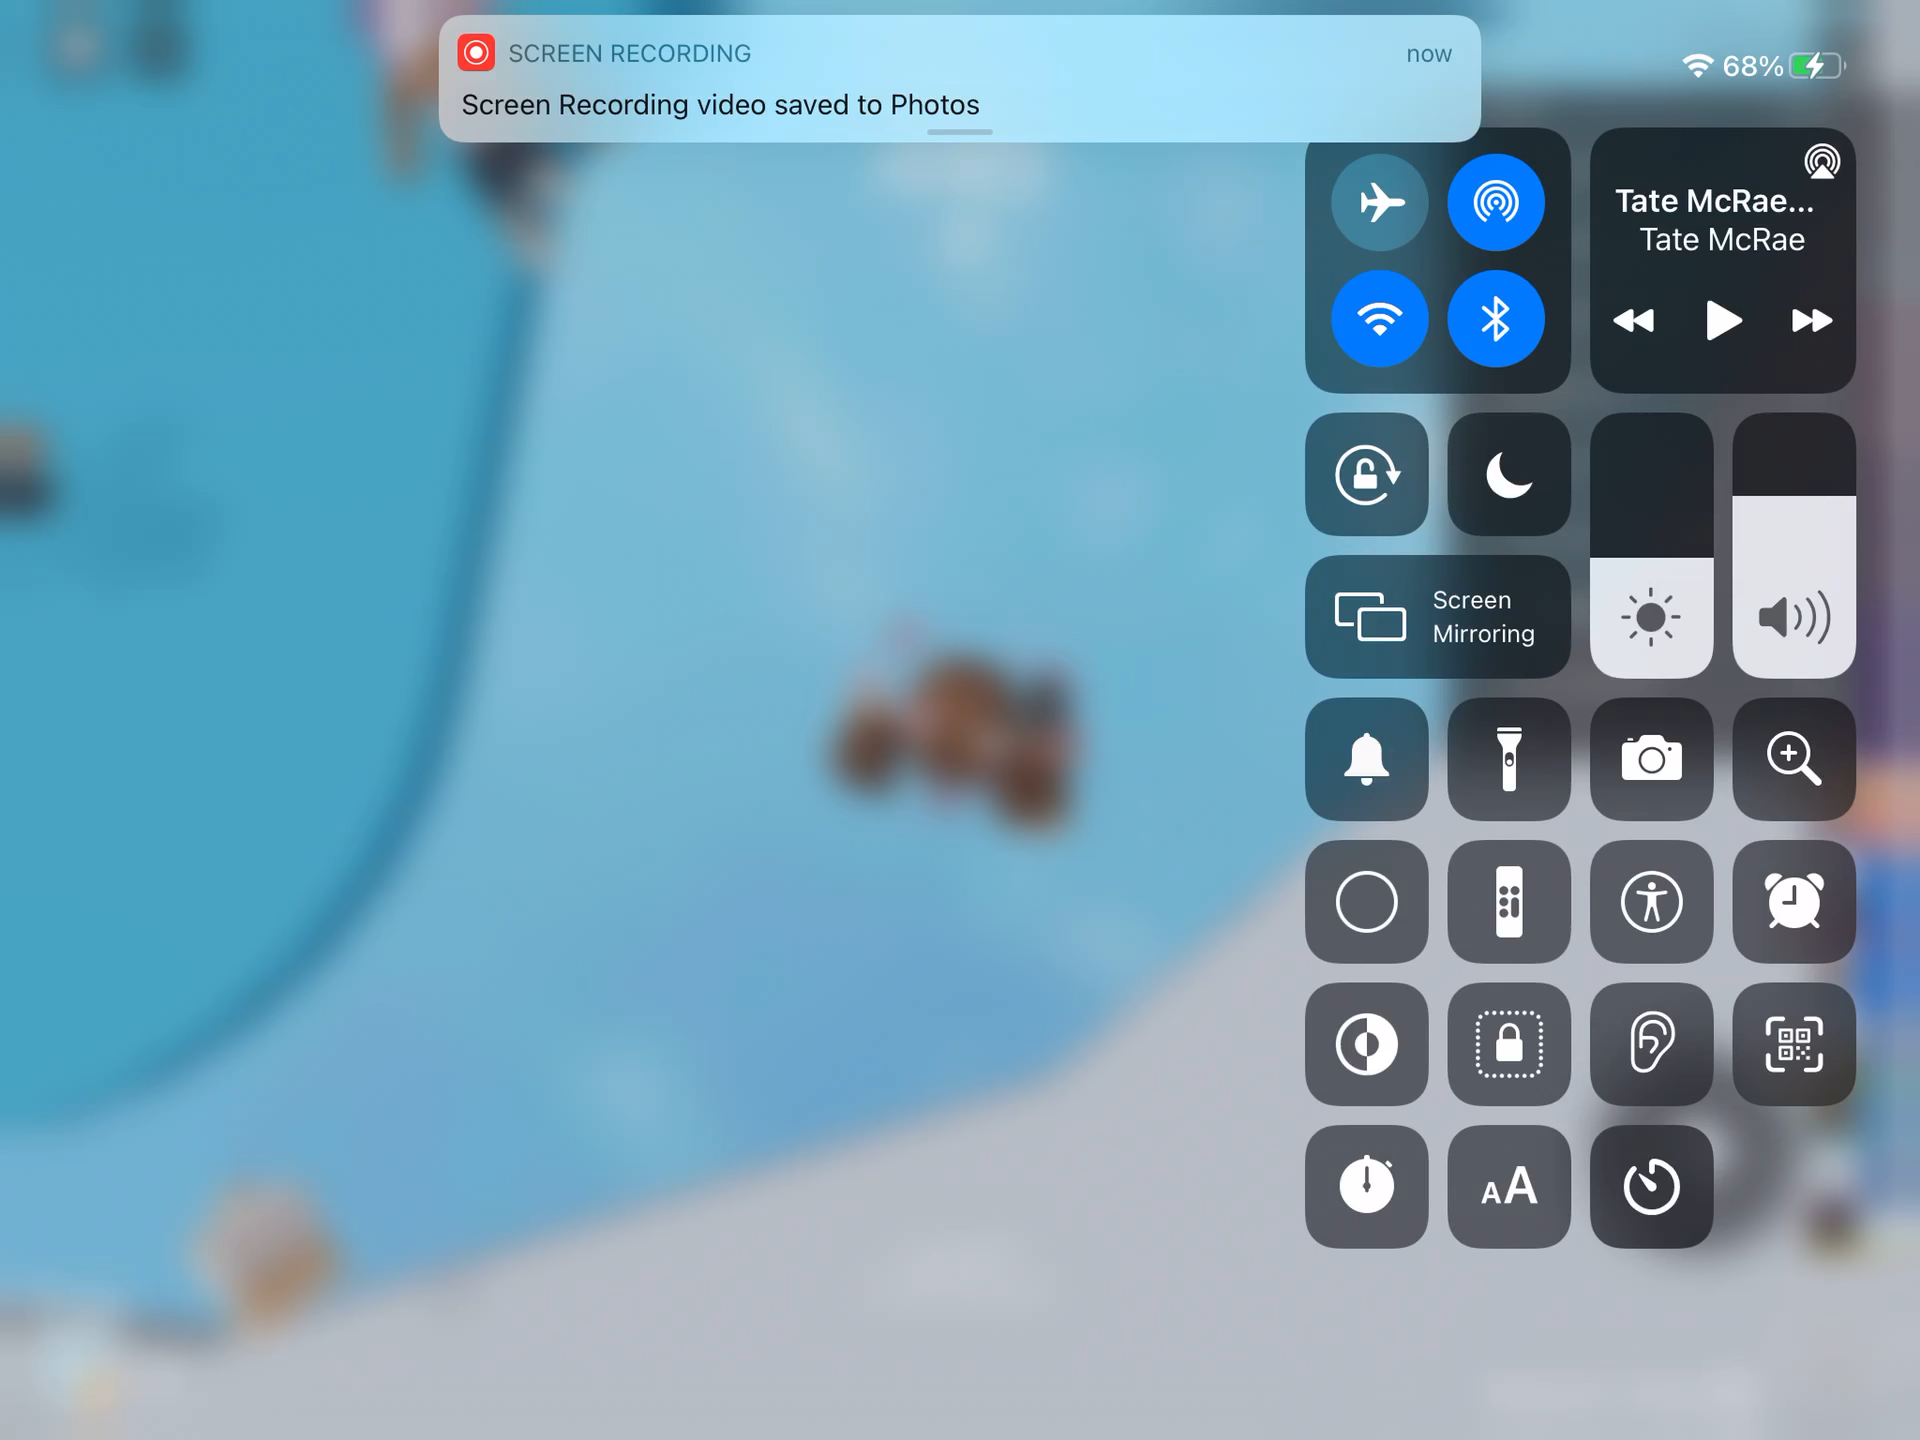 SCREEN RECORDING now
Screen Recording video saved to Photos
68%
Tate McRae...
Tate McRae
Screen
Mirroring
AA